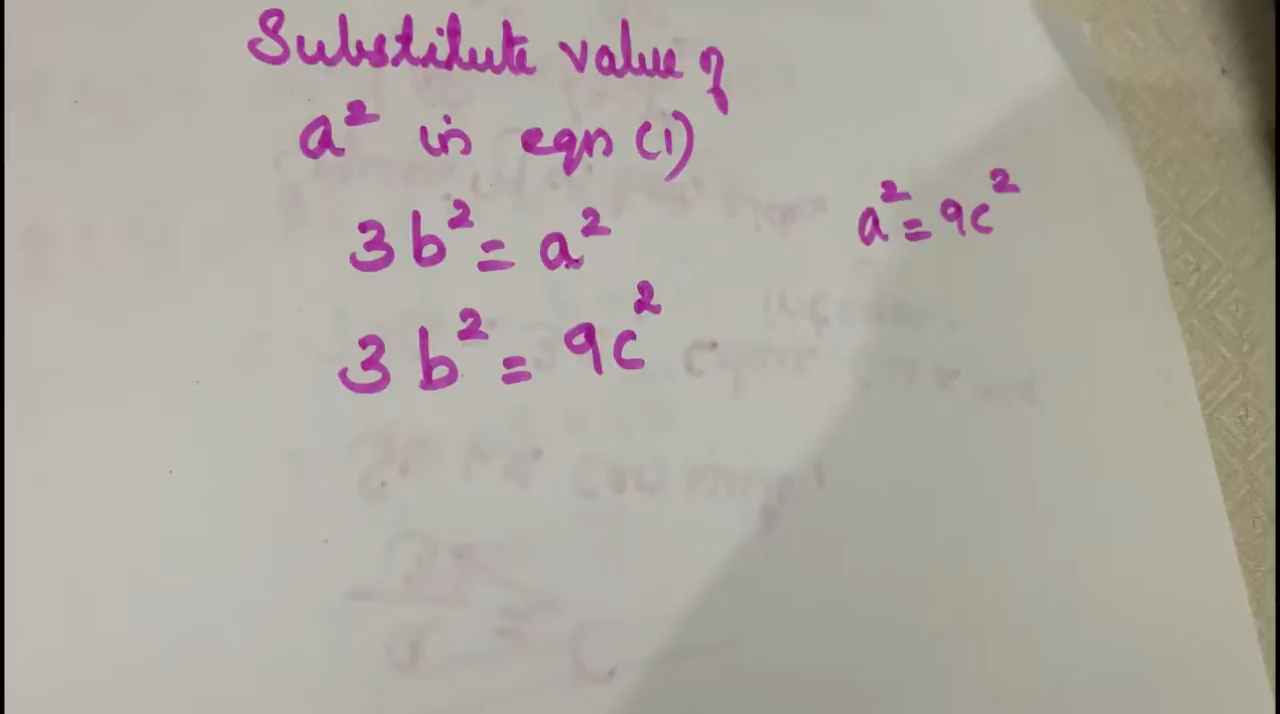 Substitute value of
a² in eqn (1)
3b² = a²
a² = 9c²
3b² = 9c²